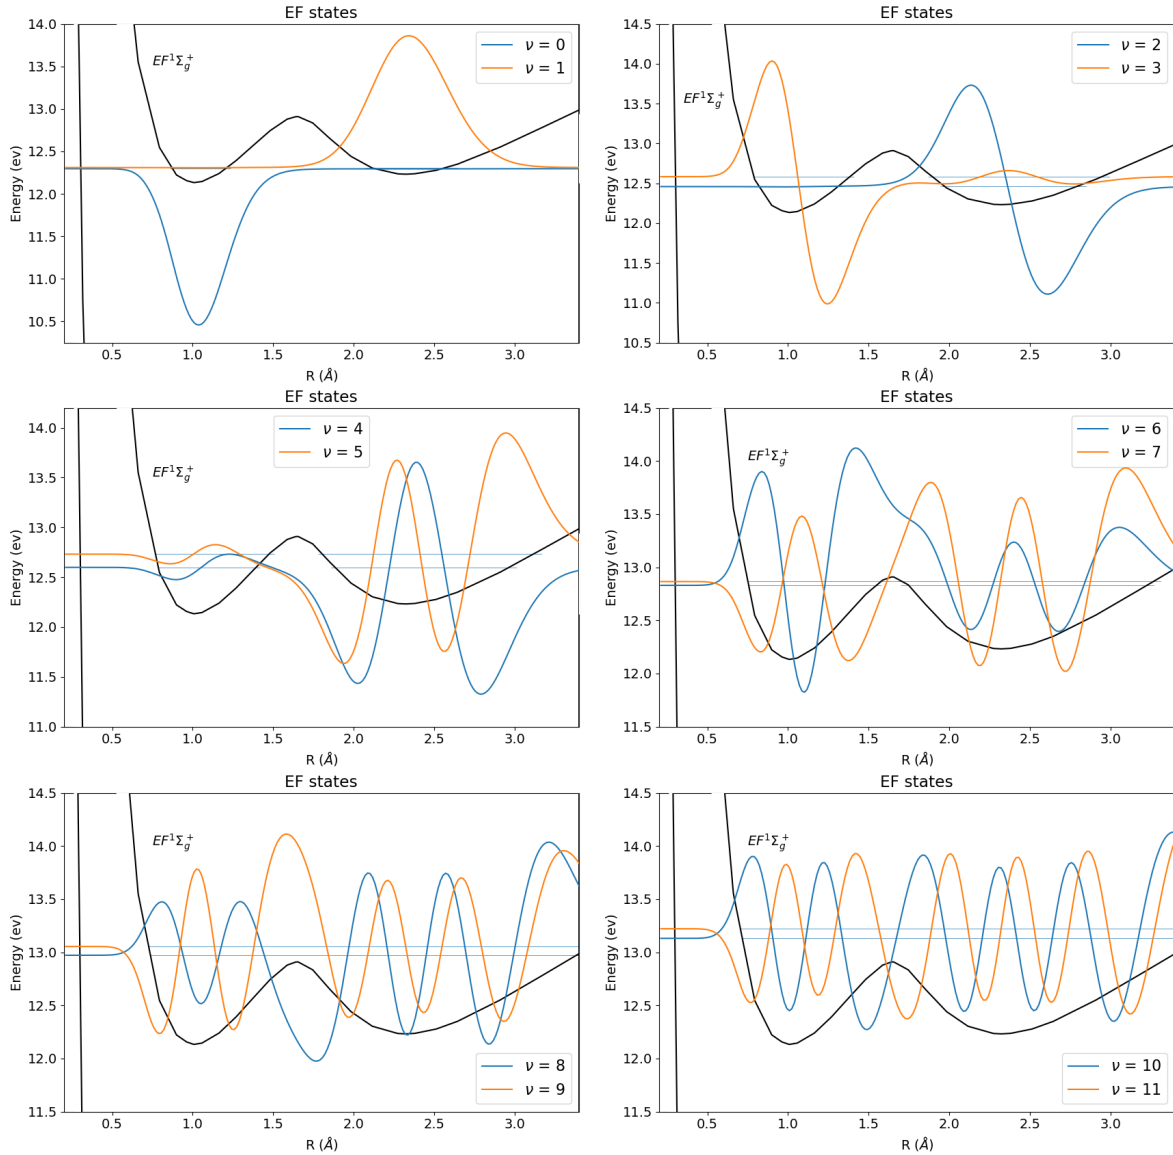 EF states
EF¹Σg⁺
ν = 0
ν = 1
14.0
13.5
13.0
12.5
12.0
11.5
11.0
10.5
Energy (ev)
0.5 1.0 1.5 2.0 2.5 3.0
R (Å)
EF states
EF¹Σg⁺
ν = 2
ν = 3
14.5
14.0
13.5
13.0
12.5
12.0
11.5
11.0
10.5
Energy (ev)
0.5 1.0 1.5 2.0 2.5 3.0
R (Å)
EF states
EF¹Σg⁺
ν = 4
ν = 5
14.0
13.5
13.0
12.5
12.0
11.5
11.0
Energy (ev)
0.5 1.0 1.5 2.0 2.5 3.0
R (Å)
EF states
EF¹Σg⁺
ν = 6
ν = 7
14.5
14.0
13.5
13.0
12.5
12.0
11.5
Energy (ev)
0.5 1.0 1.5 2.0 2.5 3.0
R (Å)
EF states
EF¹Σg⁺
14.5
14.0
13.5
13.0
12.5
12.0
11.5
Energy (ev)
ν = 8
ν = 9
0.5 1.0 1.5 2.0 2.5 3.0
R (Å)
EF states
EF¹Σg⁺
14.5
14.0
13.5
13.0
12.5
12.0
11.5
Energy (ev)
ν = 10
ν = 11
0.5 1.0 1.5 2.0 2.5 3.0
R (Å)